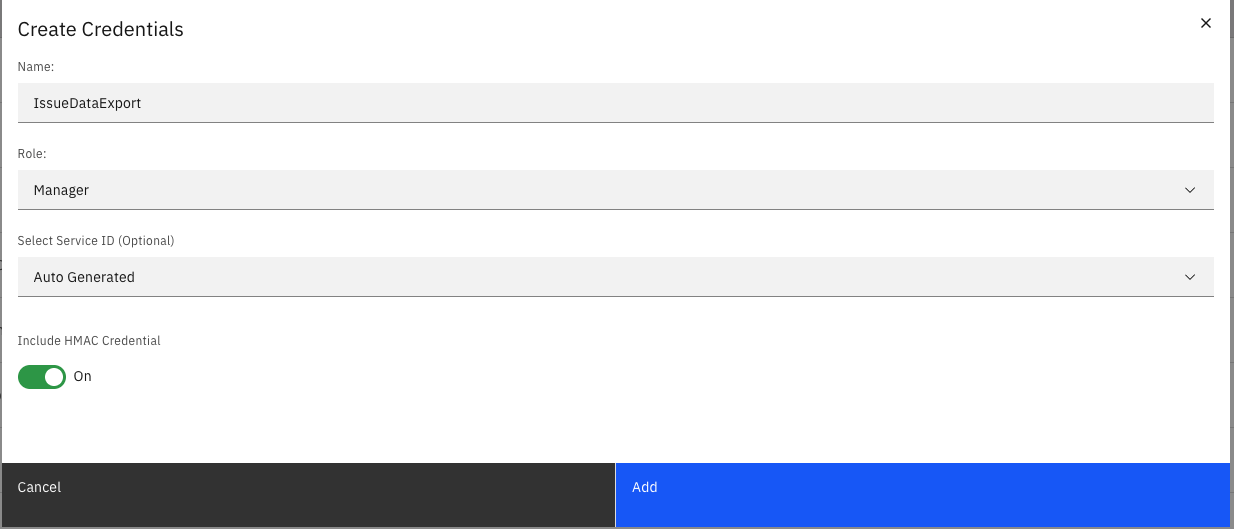 Create Credentials
Name:
IssueDataExport
Role:
Manager
Select Service ID (Optional)
Auto Generated
Include HMAC Credential
On
Cancel
Add